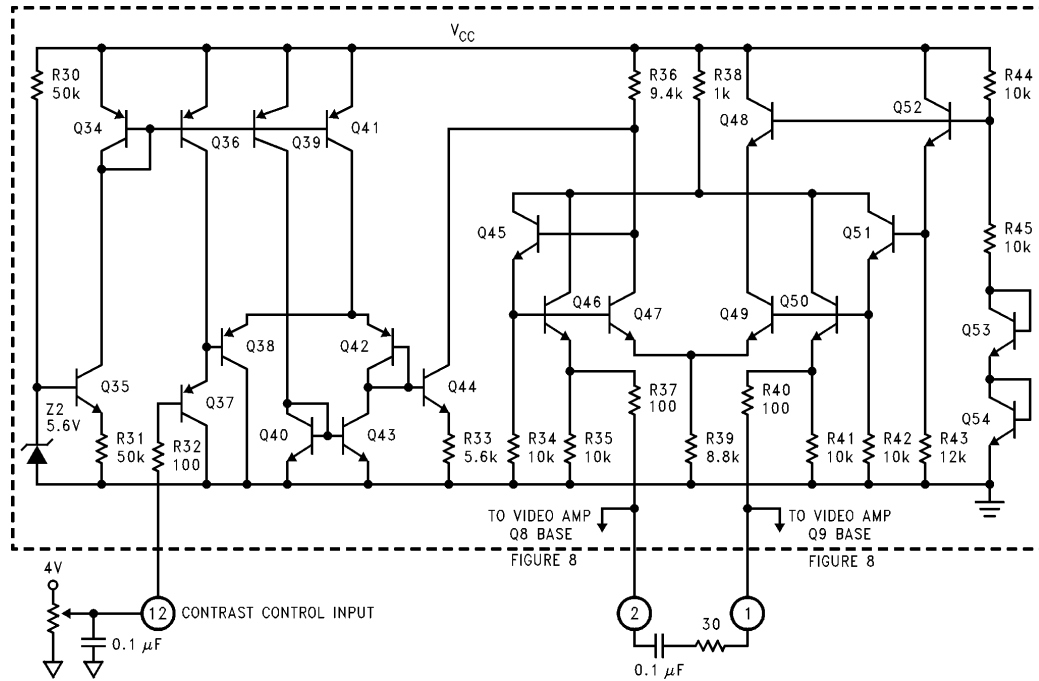 V_CC
R30
50k
Q34
Q36
Q39
Q41
R36
9.4k
R38
1k
Q48
Q52
R44
10k
Q45
Q51
R45
10k
Q46
Q47
Q49
Q50
Q53
Q38
Q42
Q35
Q37
Q44
Z2
5.6V
R37
100
R40
100
Q54
R31
50k
R32
100
Q40
Q43
R33
5.6k
R34
10k
R35
10k
R39
8.8k
R41
10k
R42
10k
R43
12k
TO VIDEO AMP
Q8 BASE
TO VIDEO AMP
Q9 BASE
FIGURE 8
FIGURE 8
4V
12
CONTRAST CONTROL INPUT
2
1
0.1 μF
30
0.1 μF